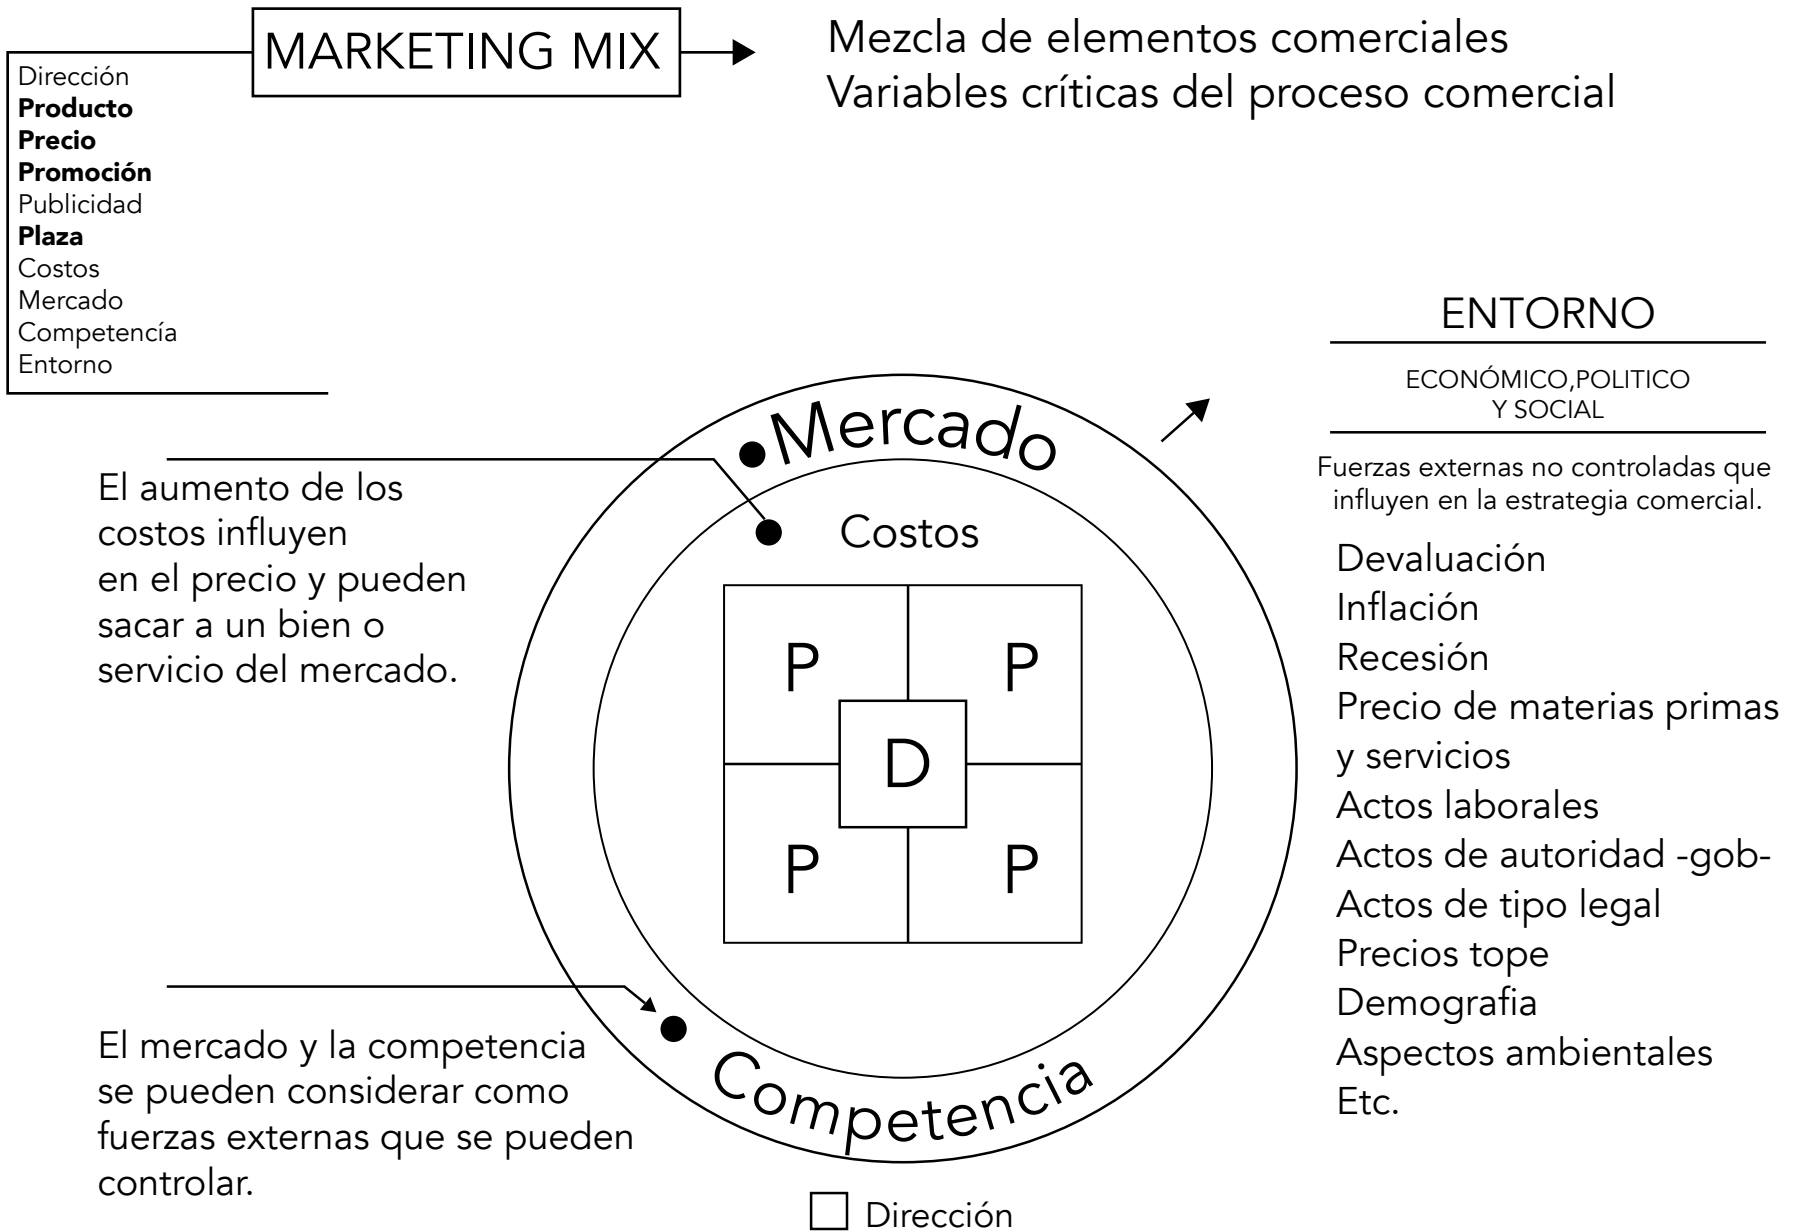 MARKETING MIX
Mezcla de elementos comerciales
Variables críticas del proceso comercial
Dirección
Producto
Precio
Promoción
Publicidad
Plaza
Costos
Mercado
Competencía
Entorno
ENTORNO
ECONÓMICO,POLITICO
Y SOCIAL
Fuerzas externas no controladas que
influyen en la estrategia comercial.
Devaluación
Inflación
Recesión
Precio de materias primas
y servicios
Actos laborales
Actos de autoridad -gob-
Actos de tipo legal
Precios tope
Demografia
Aspectos ambientales
Etc.
El aumento de los
costos influyen
en el precio y pueden
sacar a un bien o
servicio del mercado.
Mercado
Costos
P P
D
P P
Competencia
El mercado y la competencia
se pueden considerar como
fuerzas externas que se pueden
controlar.
Dirección